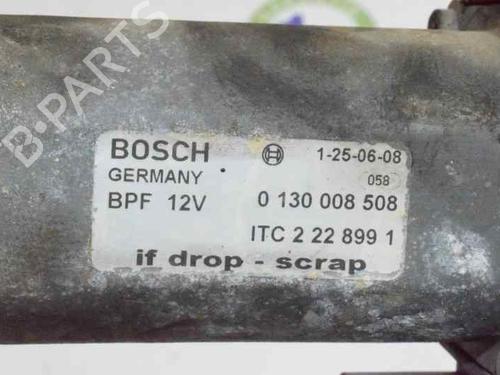 B-PARTS
BOSCH 1-25-06-08
GERMANY 058
BPF 12V 0 130 008 508
ITC 2 22 899 1
if drop - scrap